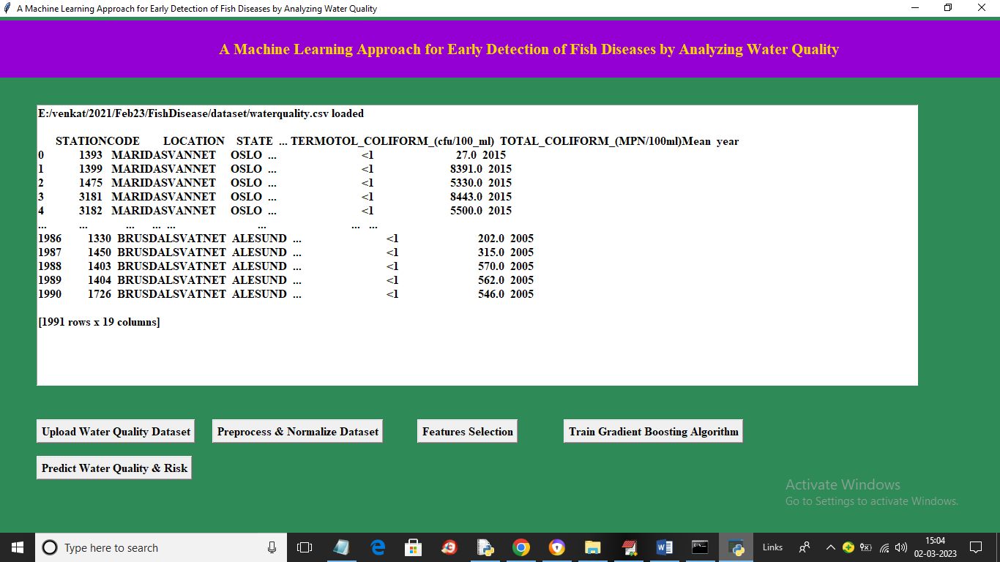 A Machine Learning Approach for Early Detection of Fish Diseases by Analyzing Water Quality
A Machine Learning Approach for Early Detection of Fish Diseases by Analyzing Water Quality
E:/venkat/2021/Feb23/FishDisease/dataset/waterquality.csv loaded
STATIONCODE LOCATION STATE ... TERMOTOL_COLIFORM_(cfu/100_ml) TOTAL_COLIFORM_(MPN/100ml)Mean year
0 1393 MARIDASVANNET OSLO ... <1 27.0 2015
1 1399 MARIDASVANNET OSLO ... <1 8391.0 2015
2 1475 MARIDASVANNET OSLO ... <1 5330.0 2015
3 3181 MARIDASVANNET OSLO ... <1 8443.0 2015
4 3182 MARIDASVANNET OSLO ... <1 5500.0 2015
... ... ... ... ... ... ... ...
1986 1330 BRUSDALSVATNET ALESUND ... <1 202.0 2005
1987 1450 BRUSDALSVATNET ALESUND ... <1 315.0 2005
1988 1403 BRUSDALSVATNET ALESUND ... <1 570.0 2005
1989 1404 BRUSDALSVATNET ALESUND ... <1 562.0 2005
1990 1726 BRUSDALSVATNET ALESUND ... <1 546.0 2005
[1991 rows x 19 columns]
Upload Water Quality Dataset Preprocess & Normalize Dataset Features Selection Train Gradient Boosting Algorithm
Predict Water Quality & Risk
Activate Windows
Go to Settings to activate Windows.
Type here to search Links 15:04
02-03-2023